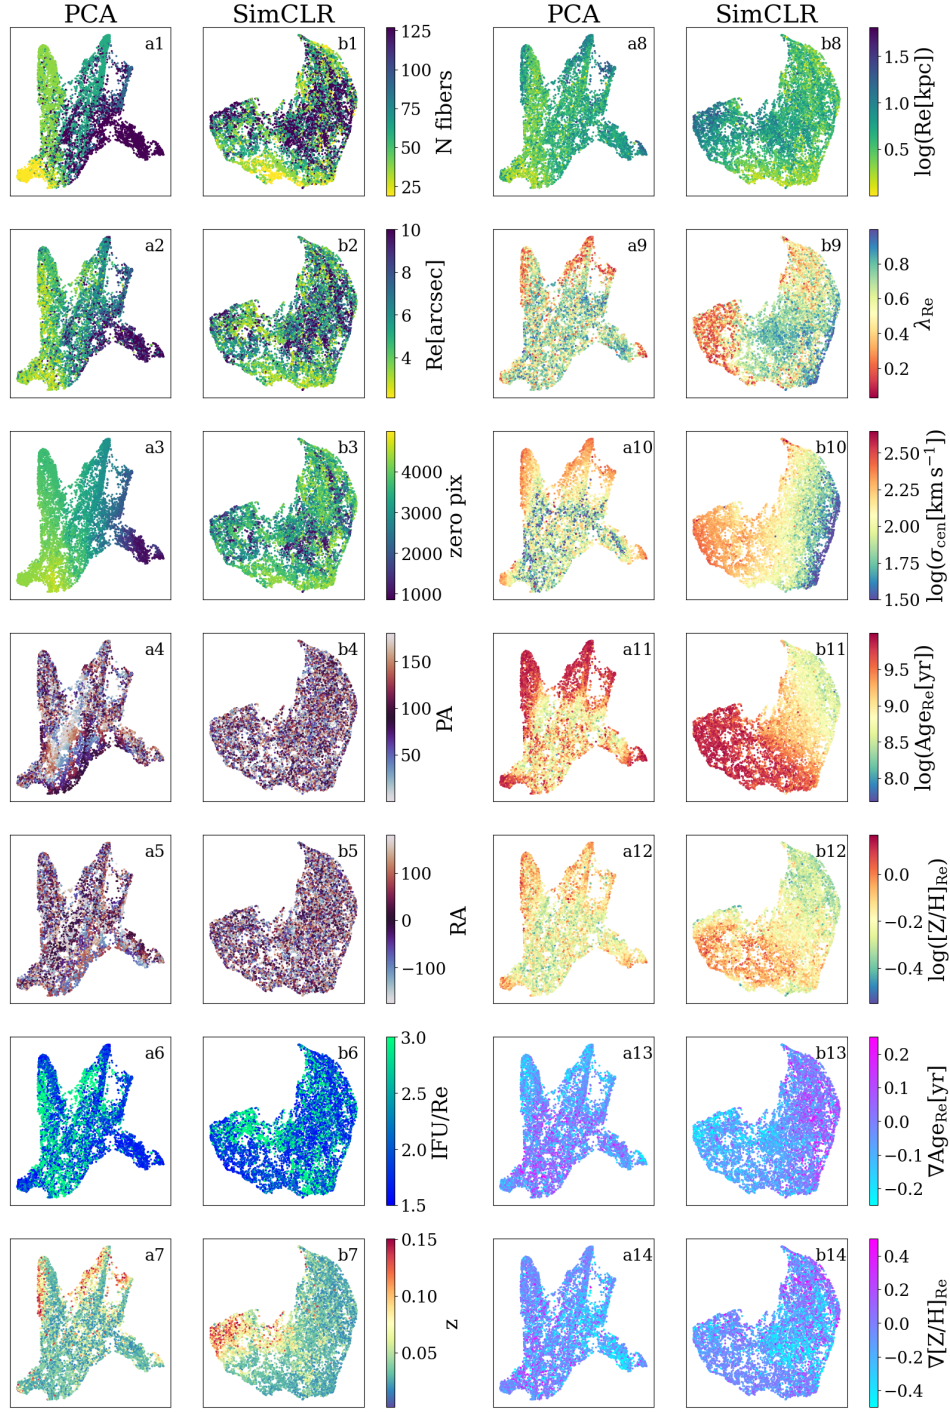 PCA SimCLR PCA SimCLR
a1 b1 125 100 75 50 25 N fibers a8 b8 1.5 1.0 0.5 log(Re[kpc])
a2 b2 10 8 6 4 Re[arcsec] a9 b9 0.8 0.6 0.4 0.2 λRe
a3 b3 4000 3000 2000 1000 zero pix a10 b10 2.50 2.25 2.00 1.75 1.50 log(σcen[km s⁻¹])
a4 b4 150 100 50 PA a11 b11 9.5 9.0 8.5 8.0 log(AgeRe[yr])
a5 b5 100 0 −100 RA a12 b12 0.0 −0.2 −0.4 log([Z/H]Re)
a6 b6 3.0 2.5 2.0 1.5 IFU/Re a13 b13 0.2 0.1 0.0 −0.1 −0.2 ∇AgeRe[yr]
a7 b7 0.15 0.10 0.05 z a14 b14 0.4 0.2 0.0 −0.2 −0.4 ∇[Z/H]Re